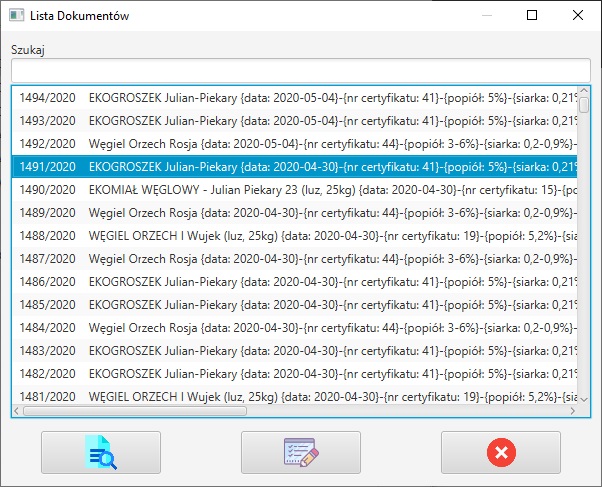 Lista Dokumentów
Szukaj
1494/2020 EKOGROSZEK Julian-Piekary {data: 2020-05-04}-{nr certyfikatu: 41}-{popiół: 5%}-{siarka: 0,21%
1493/2020 EKOGROSZEK Julian-Piekary {data: 2020-05-04}-{nr certyfikatu: 41}-{popiół: 5%}-{siarka: 0,21%
1492/2020 Węgiel Orzech Rosja {data: 2020-05-04}-{nr certyfikatu: 44}-{popiół: 3-6%}-{siarka: 0,2-0,9%}-
1491/2020 EKOGROSZEK Julian-Piekary {data: 2020-04-30}-{nr certyfikatu: 41}-{popiół: 5%}-{siarka: 0,21%
1490/2020 EKOMIAŁ WĘGLOWY - Julian Piekary 23 (luz, 25kg) {data: 2020-04-30}-{nr certyfikatu: 15}-{po
1489/2020 Węgiel Orzech Rosja {data: 2020-04-30}-{nr certyfikatu: 44}-{popiół: 3-6%}-{siarka: 0,2-0,9%}-
1488/2020 WĘGIEL ORZECH I Wujek (luz, 25kg) {data: 2020-04-30}-{nr certyfikatu: 19}-{popiół: 5,2%}-{sia
1487/2020 Węgiel Orzech Rosja {data: 2020-04-30}-{nr certyfikatu: 44}-{popiół: 3-6%}-{siarka: 0,2-0,9%}-
1486/2020 EKOGROSZEK Julian-Piekary {data: 2020-04-30}-{nr certyfikatu: 41}-{popiół: 5%}-{siarka: 0,21%
1485/2020 EKOGROSZEK Julian-Piekary {data: 2020-04-30}-{nr certyfikatu: 41}-{popiół: 5%}-{siarka: 0,21%
1484/2020 Węgiel Orzech Rosja {data: 2020-04-30}-{nr certyfikatu: 44}-{popiół: 3-6%}-{siarka: 0,2-0,9%}-
1483/2020 EKOGROSZEK Julian-Piekary {data: 2020-04-30}-{nr certyfikatu: 41}-{popiół: 5%}-{siarka: 0,21%
1482/2020 EKOGROSZEK Julian-Piekary {data: 2020-04-30}-{nr certyfikatu: 41}-{popiół: 5%}-{siarka: 0,21%
1481/2020 WĘGIEL ORZECH I Wujek (luz, 25kg) {data: 2020-04-30}-{nr certyfikatu: 19}-{popiół: 5,2%}-{sia